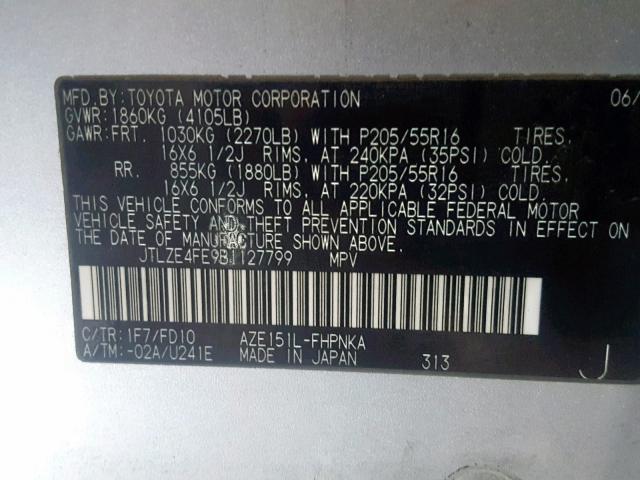 MFD.BY:TOYOTA MOTOR CORPORATION 06/
GVWR:1860KG (4105LB)
GAWR:FRT. 1030KG (2270LB) WITH P205/55R16 TIRES,
16X6 1/2J RIMS, AT 240KPA (35PSI) COLD.
RR. 855KG (1880LB) WITH P205/55R16 TIRES,
16X6 1/2J RIMS, AT 220KPA (32PSI) COLD.
THIS VEHICLE CONFORMS TO ALL APPLICABLE FEDERAL MOTOR
VEHICLE SAFETY AND THEFT PREVENTION STANDARDS IN EFFECT ON
THE DATE OF MANUFACTURE SHOWN ABOVE.
JTLZE4FE9B1127799 MPV
C/TR:1F7/FD10 AZE151L-FHPNKA
A/TM:-02A/U241E MADE IN JAPAN 313 J